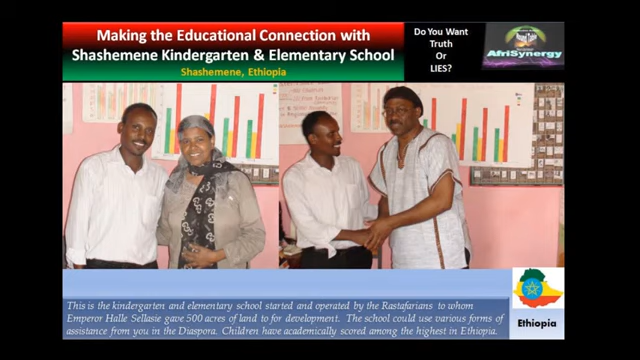 Making the Educational Connection with
Shashemene Kindergarten & Elementary School
Shashemene, Ethiopia
Do You Want
Truth
Or
LIES?
AfriSynergy
This is the kindergarten and elementary school started and operated by the Rastafarians to whom
Emperor Halle Sellasie gave 500 acres of land to for development. The school could use various forms of
assistance from you in the Diaspora. Children have academically scored among the highest in Ethiopia.
Ethiopia